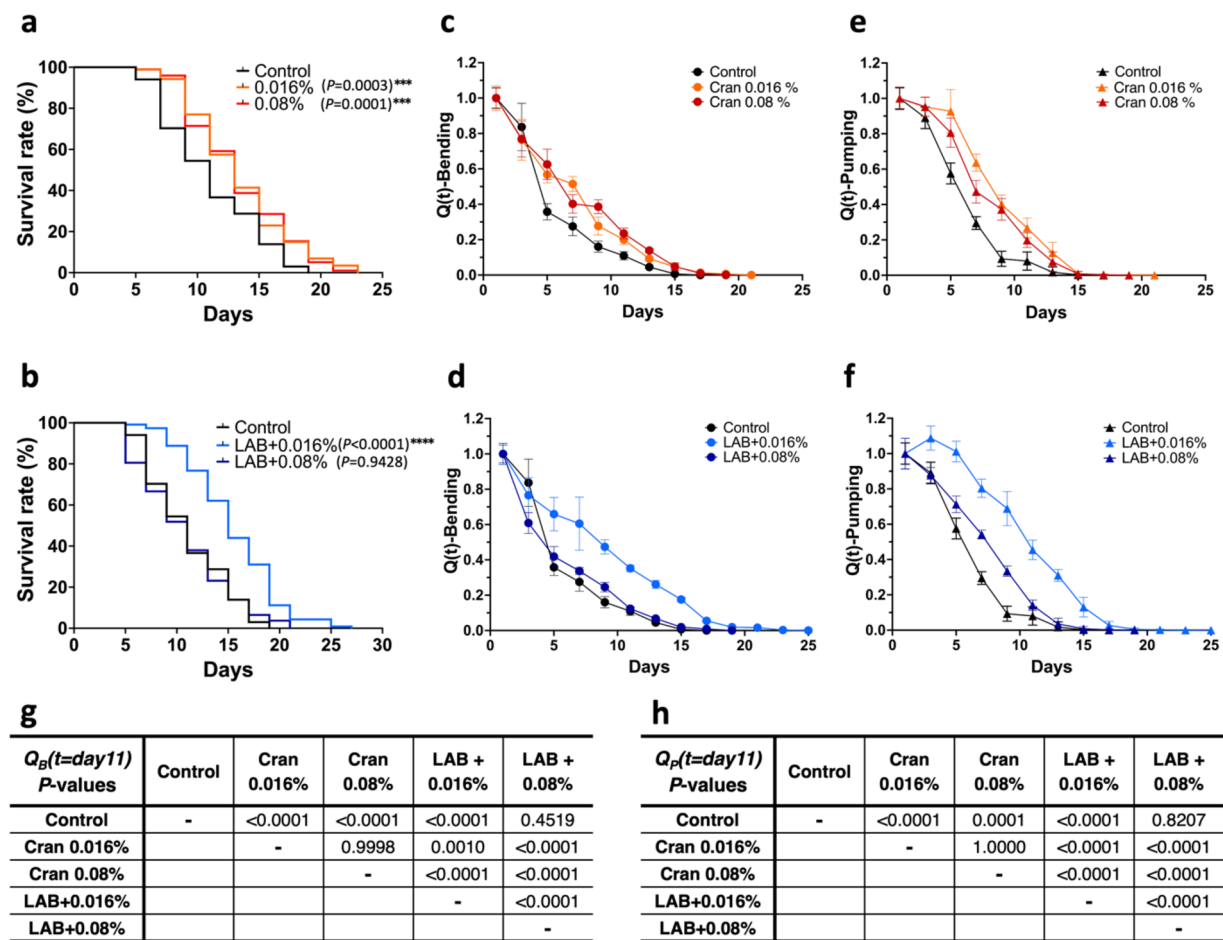 a
Survival rate (%)
100
80
60
40
20
0
0 5 10 15 20 25
Days
Control
0.016% (P=0.0003)***
0.08% (P=0.0001)***
c
Q(t)-Bending
1.2
1.0
0.8
0.6
0.4
0.2
0.0
0 5 10 15 20 25
Days
Control
Cran 0.016 %
Cran 0.08 %
e
Q(t)-Pumping
1.2
1.0
0.8
0.6
0.4
0.2
0.0
0 5 10 15 20 25
Days
Control
Cran 0.016 %
Cran 0.08 %
b
Survival rate (%)
100
80
60
40
20
0
0 5 10 15 20 25 30
Days
Control
LAB+0.016%(P<0.0001)****
LAB+0.08% (P=0.9428)
d
Q(t)-Bending
1.2
1.0
0.8
0.6
0.4
0.2
0.0
0 5 10 15 20 25
Days
Control
LAB+0.016%
LAB+0.08%
f
Q(t)-Pumping
1.2
1.0
0.8
0.6
0.4
0.2
0.0
0 5 10 15 20 25
Days
Control
LAB+0.016%
LAB+0.08%
g
QB(t=day11) P-values Control Cran 0.016% Cran 0.08% LAB + 0.016% LAB + 0.08%
Control - <0.0001 <0.0001 <0.0001 0.4519
Cran 0.016% - 0.9998 0.0010 <0.0001
Cran 0.08% - <0.0001 <0.0001
LAB+0.016% - <0.0001
LAB+0.08% -
h
QP(t=day11) P-values Control Cran 0.016% Cran 0.08% LAB + 0.016% LAB + 0.08%
Control - <0.0001 0.0001 <0.0001 0.8207
Cran 0.016% - 1.0000 <0.0001 <0.0001
Cran 0.08% - <0.0001 <0.0001
LAB+0.016% - <0.0001
LAB+0.08% -